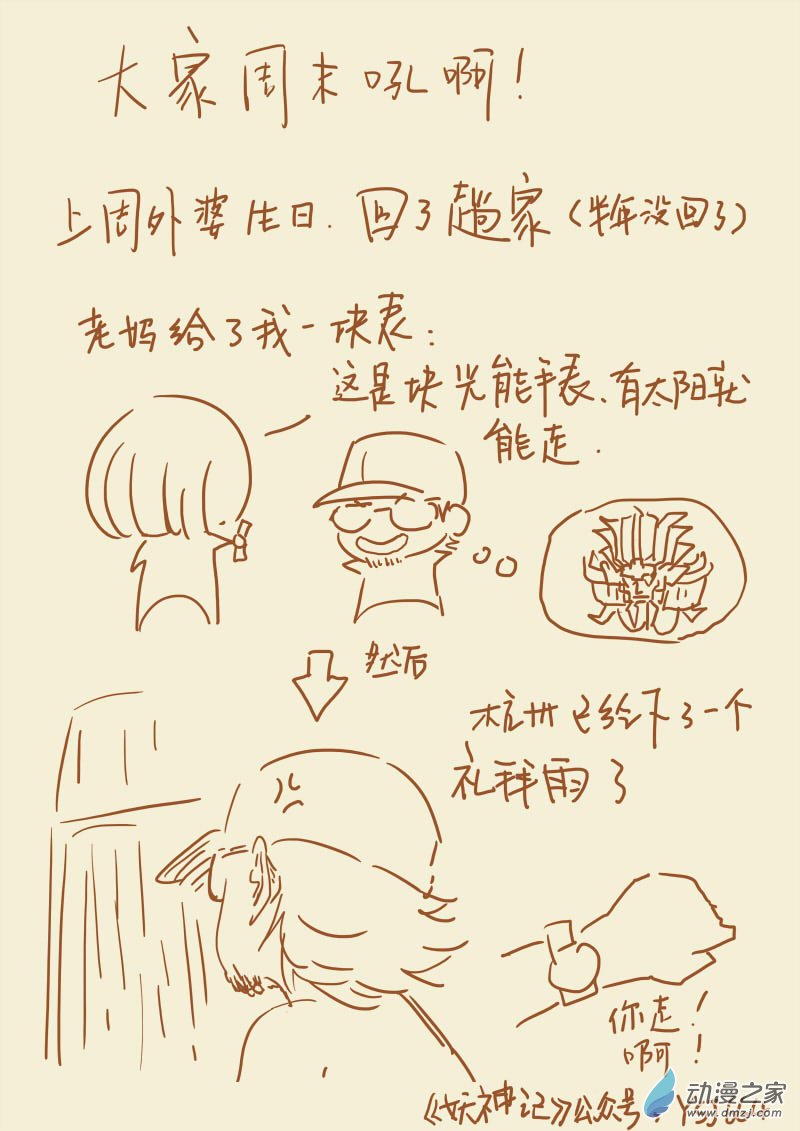 大家周末吼啊！
上周外婆生日.回了趟家（半年没回了）
老妈给了我一块表：
这是块光能手表、有太阳就
能走.
然后
杭州已经下了一个
礼拜雨了
你走！
啊！
《妖神记》公众号：
动漫之家
www.dmzj.com